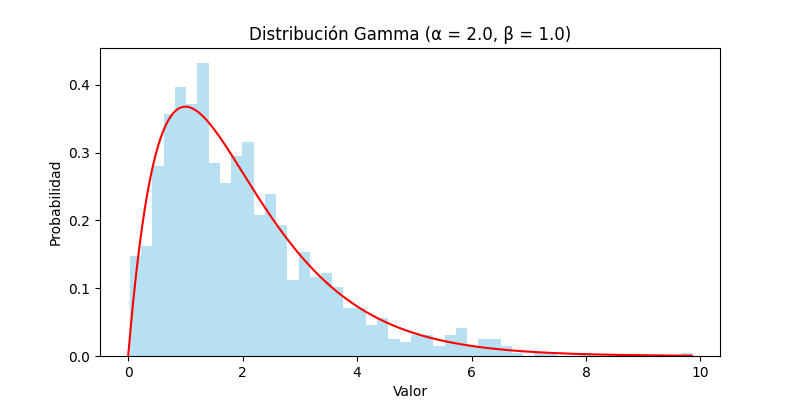 Distribución Gamma (α = 2.0, β = 1.0)
Probabilidad
0.4
0.3
0.2
0.1
0.0
0 2 4 6 8 10
Valor